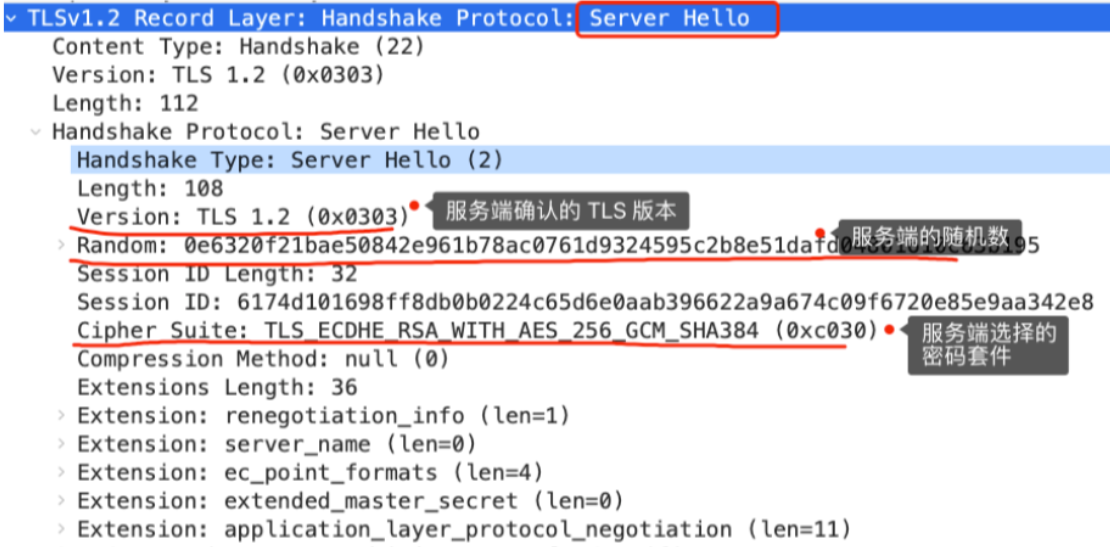 TLSv1.2 Record Layer: Handshake Protocol: Server Hello
Content Type: Handshake (22)
Version: TLS 1.2 (0x0303)
Length: 112
Handshake Protocol: Server Hello
Handshake Type: Server Hello (2)
Length: 108
Version: TLS 1.2 (0x0303)
服务端确认的 TLS 版本
Random: 0e6320f21bae50842e961b78ac0761d9324595c2b8e51dafd
服务端的随机数
Session ID Length: 32
Session ID: 6174d101698ff8db0b0224c65d6e0aab396622a9a674c09f6720e85e9aa342e8
Cipher Suite: TLS_ECDHE_RSA_WITH_AES_256_GCM_SHA384 (0xc030)
服务端选择的
密码套件
Compression Method: null (0)
Extensions Length: 36
Extension: renegotiation_info (len=1)
Extension: server_name (len=0)
Extension: ec_point_formats (len=4)
Extension: extended_master_secret (len=0)
Extension: application_layer_protocol_negotiation (len=11)